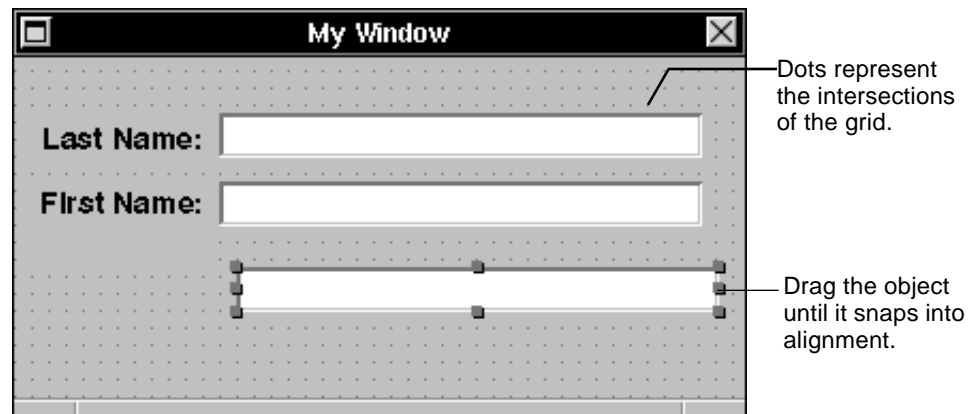 My Window
Dots represent
the intersections
of the grid.
Last Name:
FIrst Name:
Drag the object
until it snaps into
alignment.